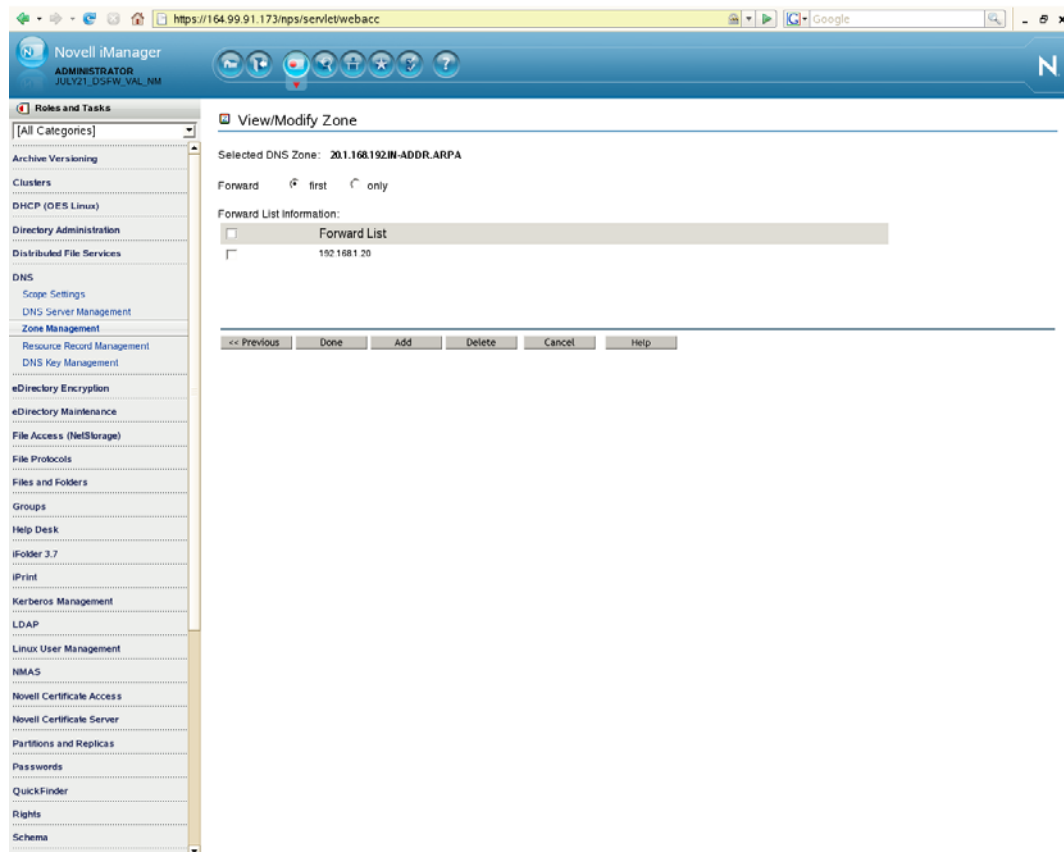 https://164.99.91.173/nps/servlet/webacc
Google
Novell iManager
ADMINISTRATOR
JULY21_DSFW_VAL_NM
N
Roles and Tasks
[All Categories]
Archive Versioning
Clusters
DHCP (OES Linux)
Directory Administration
Distributed File Services
DNS
Scope Settings
DNS Server Management
Zone Management
Resource Record Management
DNS Key Management
eDirectory Encryption
eDirectory Maintenance
File Access (NetStorage)
File Protocols
Files and Folders
Groups
Help Desk
iFolder 3.7
iPrint
Kerberos Management
LDAP
Linux User Management
NMAS
Novell Certificate Access
Novell Certificate Server
Partitions and Replicas
Passwords
QuickFinder
Rights
Schema
View/Modify Zone
Selected DNS Zone: 20.1.168.192.IN-ADDR.ARPA
Forward first only
Forward List Information:
Forward List
192.168.1.20
<< Previous Done Add Delete Cancel Help